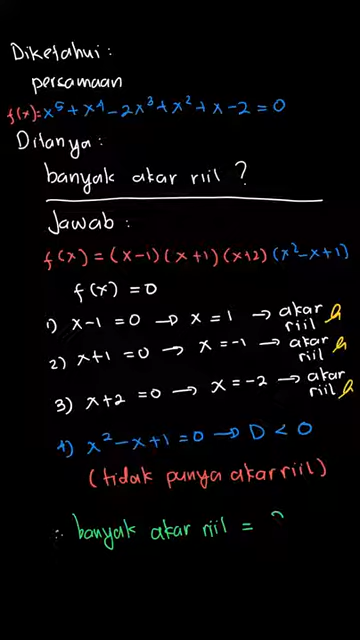 Diketahui:
persamaan
f(x): x⁵ + x⁴ - 2x³ + x² + x - 2 = 0
Ditanya:
banyak akar riil ?
Jawab:
f(x) = (x-1)(x+1)(x+2)(x²-x+1)
f(x) = 0
1) x-1 = 0 → x = 1 → akar riil
2) x+1 = 0 → x = -1 → akar riil
3) x+2 = 0 → x = -2 → akar riil
4) x² - x + 1 = 0 → D < 0
(tidak punya akar riil)
∴ banyak akar riil =